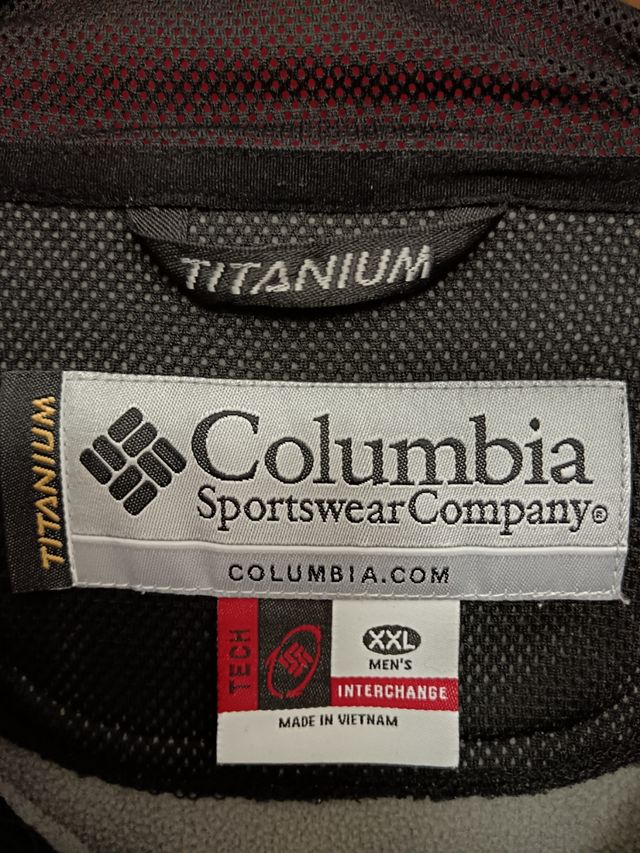 TITANIUM
TITANIUM
Columbia
Sportswear Company®
COLUMBIA.COM
TECH
XXL
MEN'S
INTERCHANGE
MADE IN VIETNAM